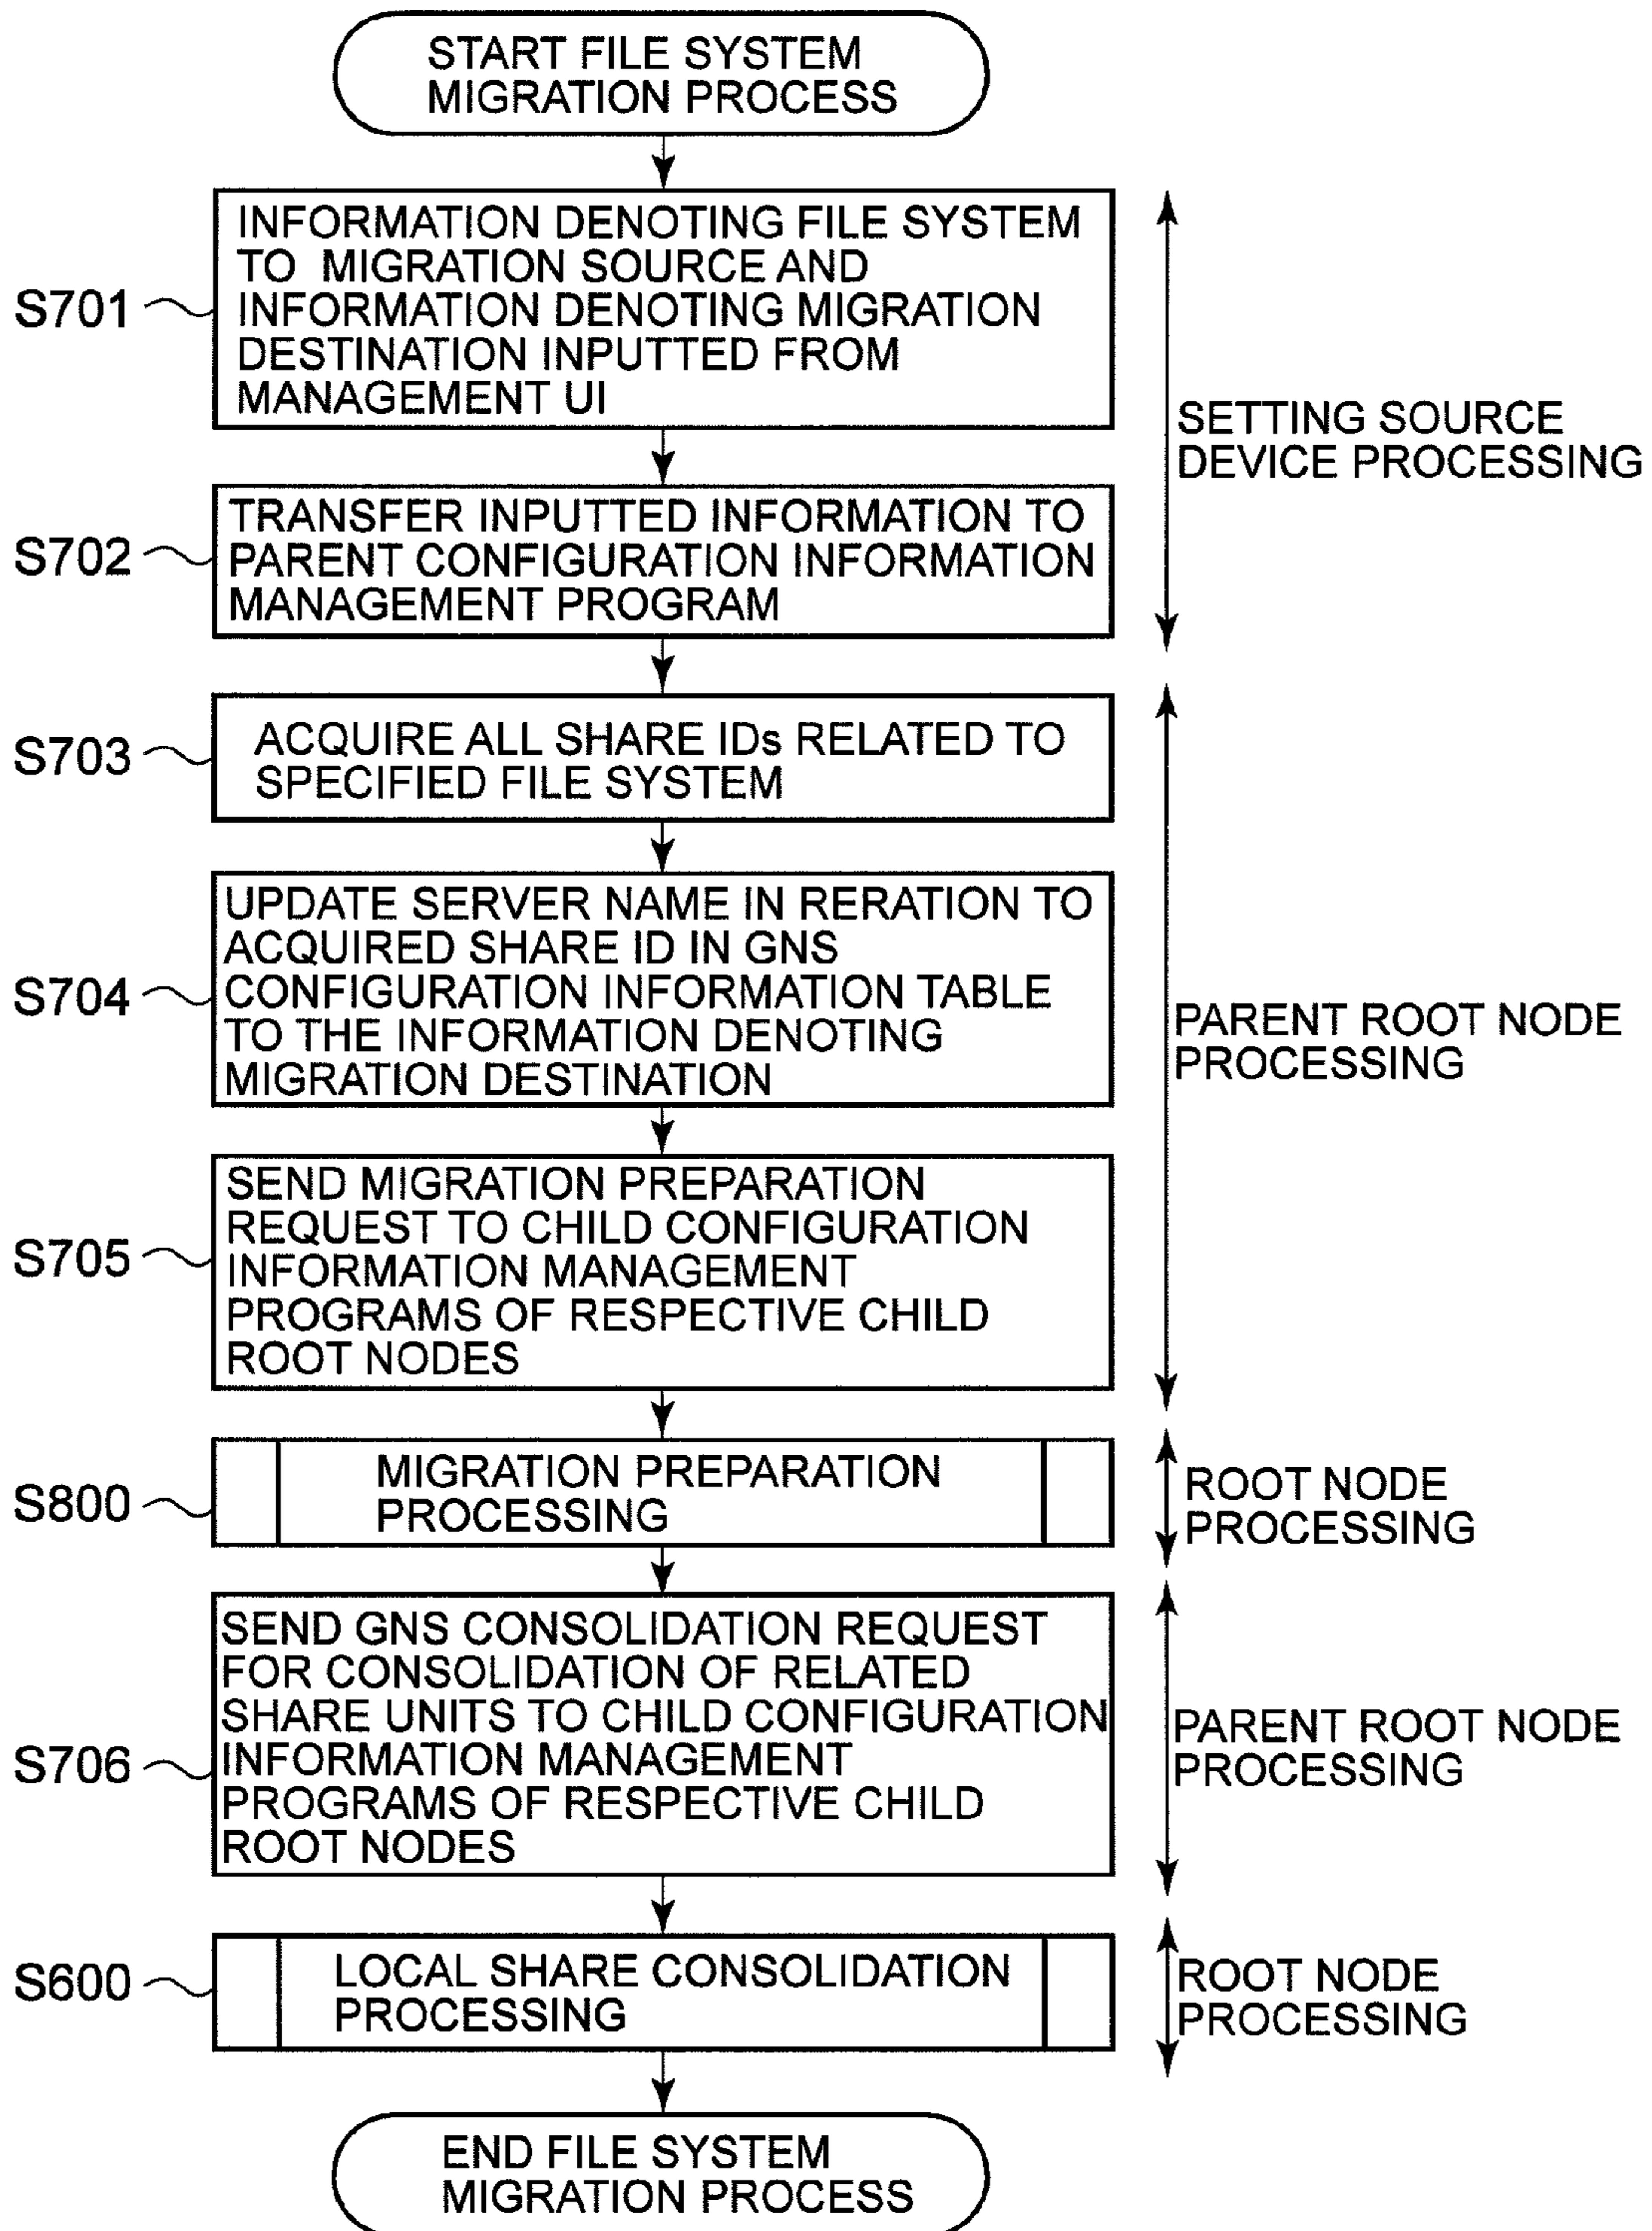 START FILE SYSTEM
MIGRATION PROCESS
S701
INFORMATION DENOTING FILE SYSTEM
TO MIGRATION SOURCE AND
INFORMATION DENOTING MIGRATION
DESTINATION INPUTTED FROM
MANAGEMENT UI
SETTING SOURCE
DEVICE PROCESSING
S702
TRANSFER INPUTTED INFORMATION TO
PARENT CONFIGURATION INFORMATION
MANAGEMENT PROGRAM
S703
ACQUIRE ALL SHARE IDs RELATED TO
SPECIFIED FILE SYSTEM
S704
UPDATE SERVER NAME IN RERATION TO
ACQUIRED SHARE ID IN GNS
CONFIGURATION INFORMATION TABLE
TO THE INFORMATION DENOTING
MIGRATION DESTINATION
PARENT ROOT NODE
PROCESSING
S705
SEND MIGRATION PREPARATION
REQUEST TO CHILD CONFIGURATION
INFORMATION MANAGEMENT
PROGRAMS OF RESPECTIVE CHILD
ROOT NODES
S800
MIGRATION PREPARATION
PROCESSING
ROOT NODE
PROCESSING
S706
SEND GNS CONSOLIDATION REQUEST
FOR CONSOLIDATION OF RELATED
SHARE UNITS TO CHILD CONFIGURATION
INFORMATION MANAGEMENT
PROGRAMS OF RESPECTIVE CHILD
ROOT NODES
PARENT ROOT NODE
PROCESSING
S600
LOCAL SHARE CONSOLIDATION
PROCESSING
ROOT NODE
PROCESSING
END FILE SYSTEM
MIGRATION PROCESS